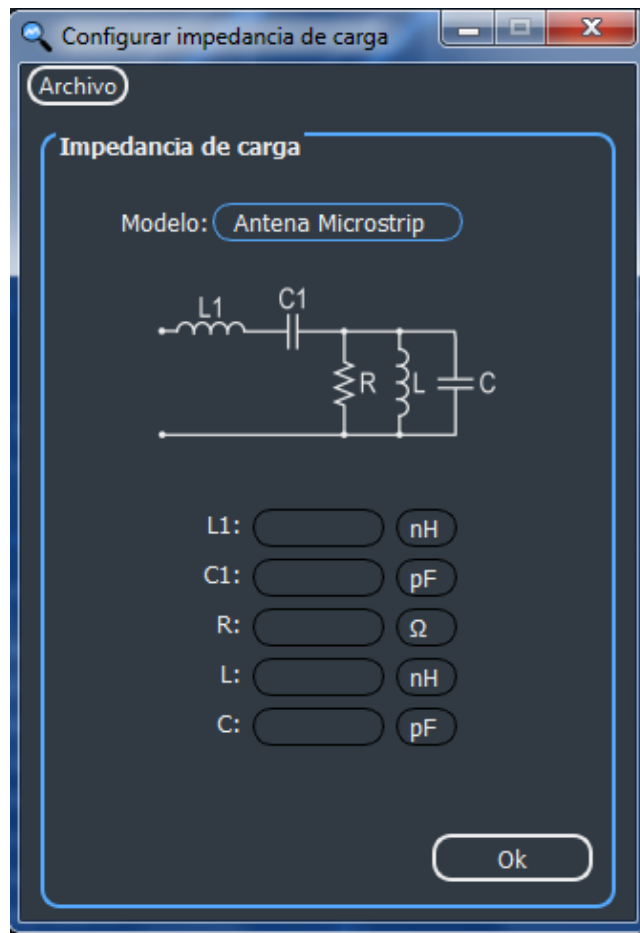 Configurar impedancia de carga
Archivo
Impedancia de carga
Modelo: Antena Microstrip
L1 C1
R L C
L1: nH
C1: pF
R: Ω
L: nH
C: pF
Ok